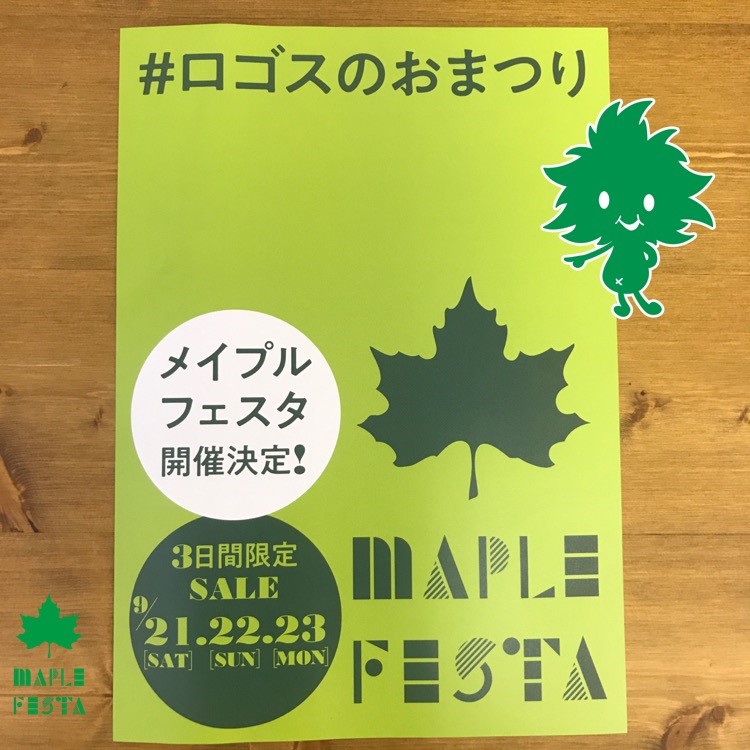 #ロゴスのおまつり
メイプル
フェスタ
開催決定!
3日間限定
SALE
9/21.22.23
[SAT] [SUN] [MON]
MAPLE
FESTA
MAPLE
FESTA